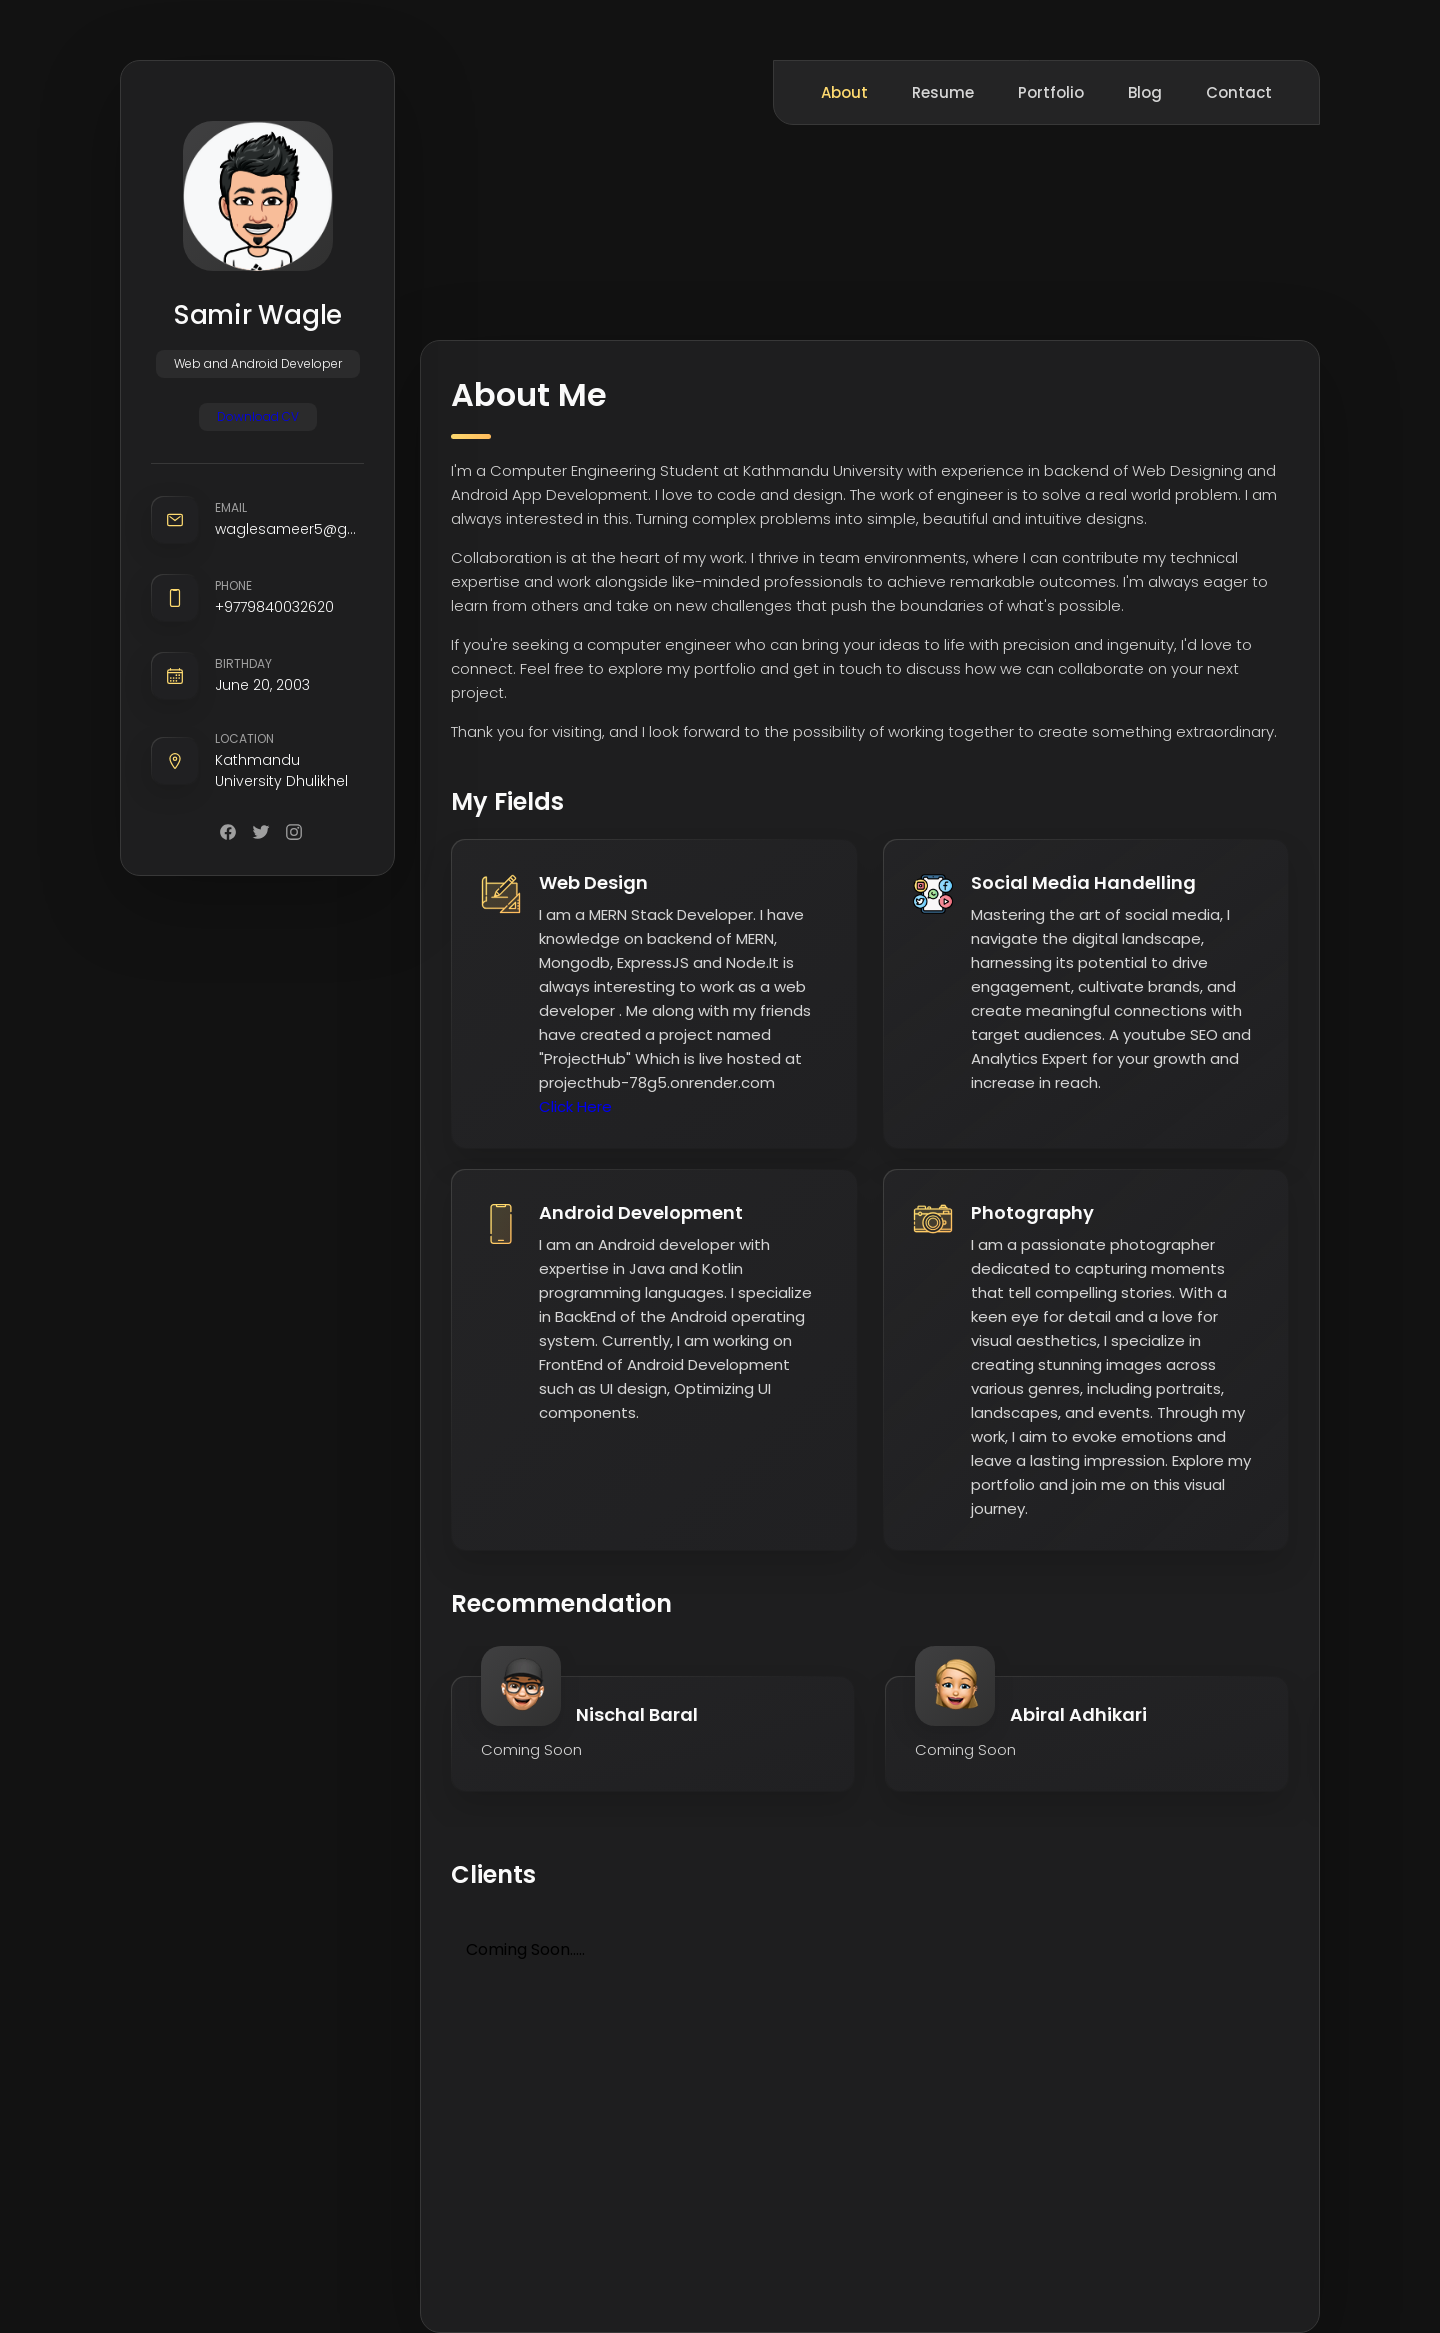 Samir Wagle
Web and Android Developer
Download CV
EMAIL
waglesameer5@g...
PHONE
+9779840032620
BIRTHDAY
June 20, 2003
LOCATION
Kathmandu
University Dhulikhel
About
Resume
Portfolio
Blog
Contact
About Me
I'm a Computer Engineering Student at Kathmandu University with experience in backend of Web Designing and
Android App Development. I love to code and design. The work of engineer is to solve a real world problem. I am
always interested in this. Turning complex problems into simple, beautiful and intuitive designs.
Collaboration is at the heart of my work. I thrive in team environments, where I can contribute my technical
expertise and work alongside like-minded professionals to achieve remarkable outcomes. I'm always eager to
learn from others and take on new challenges that push the boundaries of what's possible.
If you're seeking a computer engineer who can bring your ideas to life with precision and ingenuity, I'd love to
connect. Feel free to explore my portfolio and get in touch to discuss how we can collaborate on your next
project.
Thank you for visiting, and I look forward to the possibility of working together to create something extraordinary.
My Fields
Web Design
I am a MERN Stack Developer. I have
knowledge on backend of MERN,
Mongodb, ExpressJS and Node.It is
always interesting to work as a web
developer . Me along with my friends
have created a project named
"ProjectHub" Which is live hosted at
projecthub-78g5.onrender.com
Click Here
Social Media Handelling
Mastering the art of social media, I
navigate the digital landscape,
harnessing its potential to drive
engagement, cultivate brands, and
create meaningful connections with
target audiences. A youtube SEO and
Analytics Expert for your growth and
increase in reach.
Android Development
I am an Android developer with
expertise in Java and Kotlin
programming languages. I specialize
in BackEnd of the Android operating
system. Currently, I am working on
FrontEnd of Android Development
such as UI design, Optimizing UI
components.
Photography
I am a passionate photographer
dedicated to capturing moments
that tell compelling stories. With a
keen eye for detail and a love for
visual aesthetics, I specialize in
creating stunning images across
various genres, including portraits,
landscapes, and events. Through my
work, I aim to evoke emotions and
leave a lasting impression. Explore my
portfolio and join me on this visual
journey.
Recommendation
Nischal Baral
Coming Soon
Abiral Adhikari
Coming Soon
Clients
Coming Soon.....